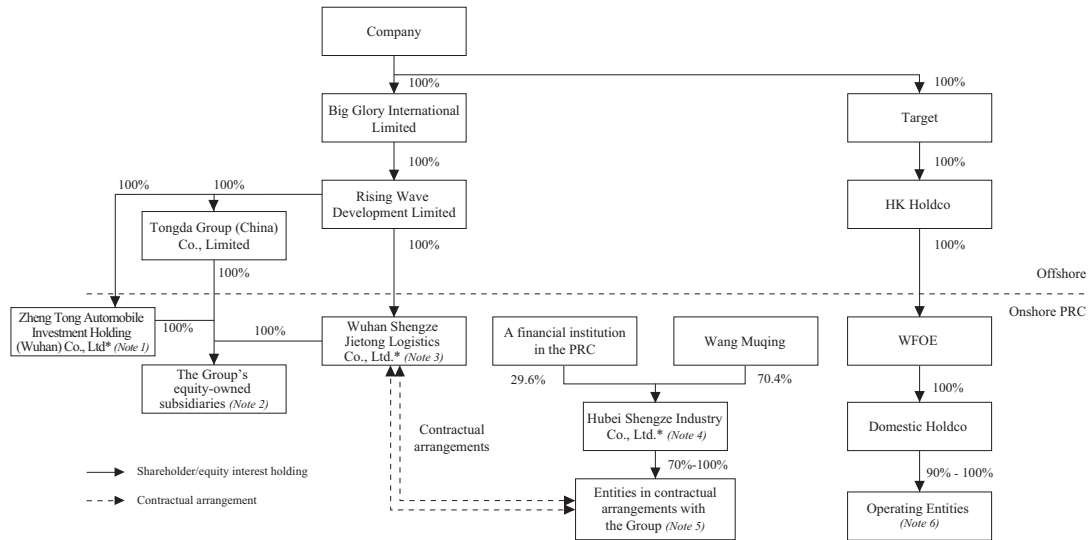 Company
100%
100%
Big Glory International
Limited
Target
100%
100%
100%
100%
Rising Wave
Development Limited
HK Holdco
Tongda Group (China)
Co., Limited
100%
100%
100%
Offshore
Onshore PRC
Zheng Tong Automobile
Investment Holding
(Wuhan) Co., Ltd* (Note 1)
100%
100%
Wuhan Shengze
Jietong Logistics
Co., Ltd.* (Note 3)
A financial institution
in the PRC
Wang Muqing
WFOE
The Group's
equity-owned
subsidiaries (Note 2)
29.6%
70.4%
100%
Contractual
arrangements
Hubei Shengze Industry
Co., Ltd.* (Note 4)
Domestic Holdco
70%-100%
90% - 100%
Shareholder/equity interest holding
Contractual arrangement
Entities in contractual
arrangements with
the Group (Note 5)
Operating Entities
(Note 6)